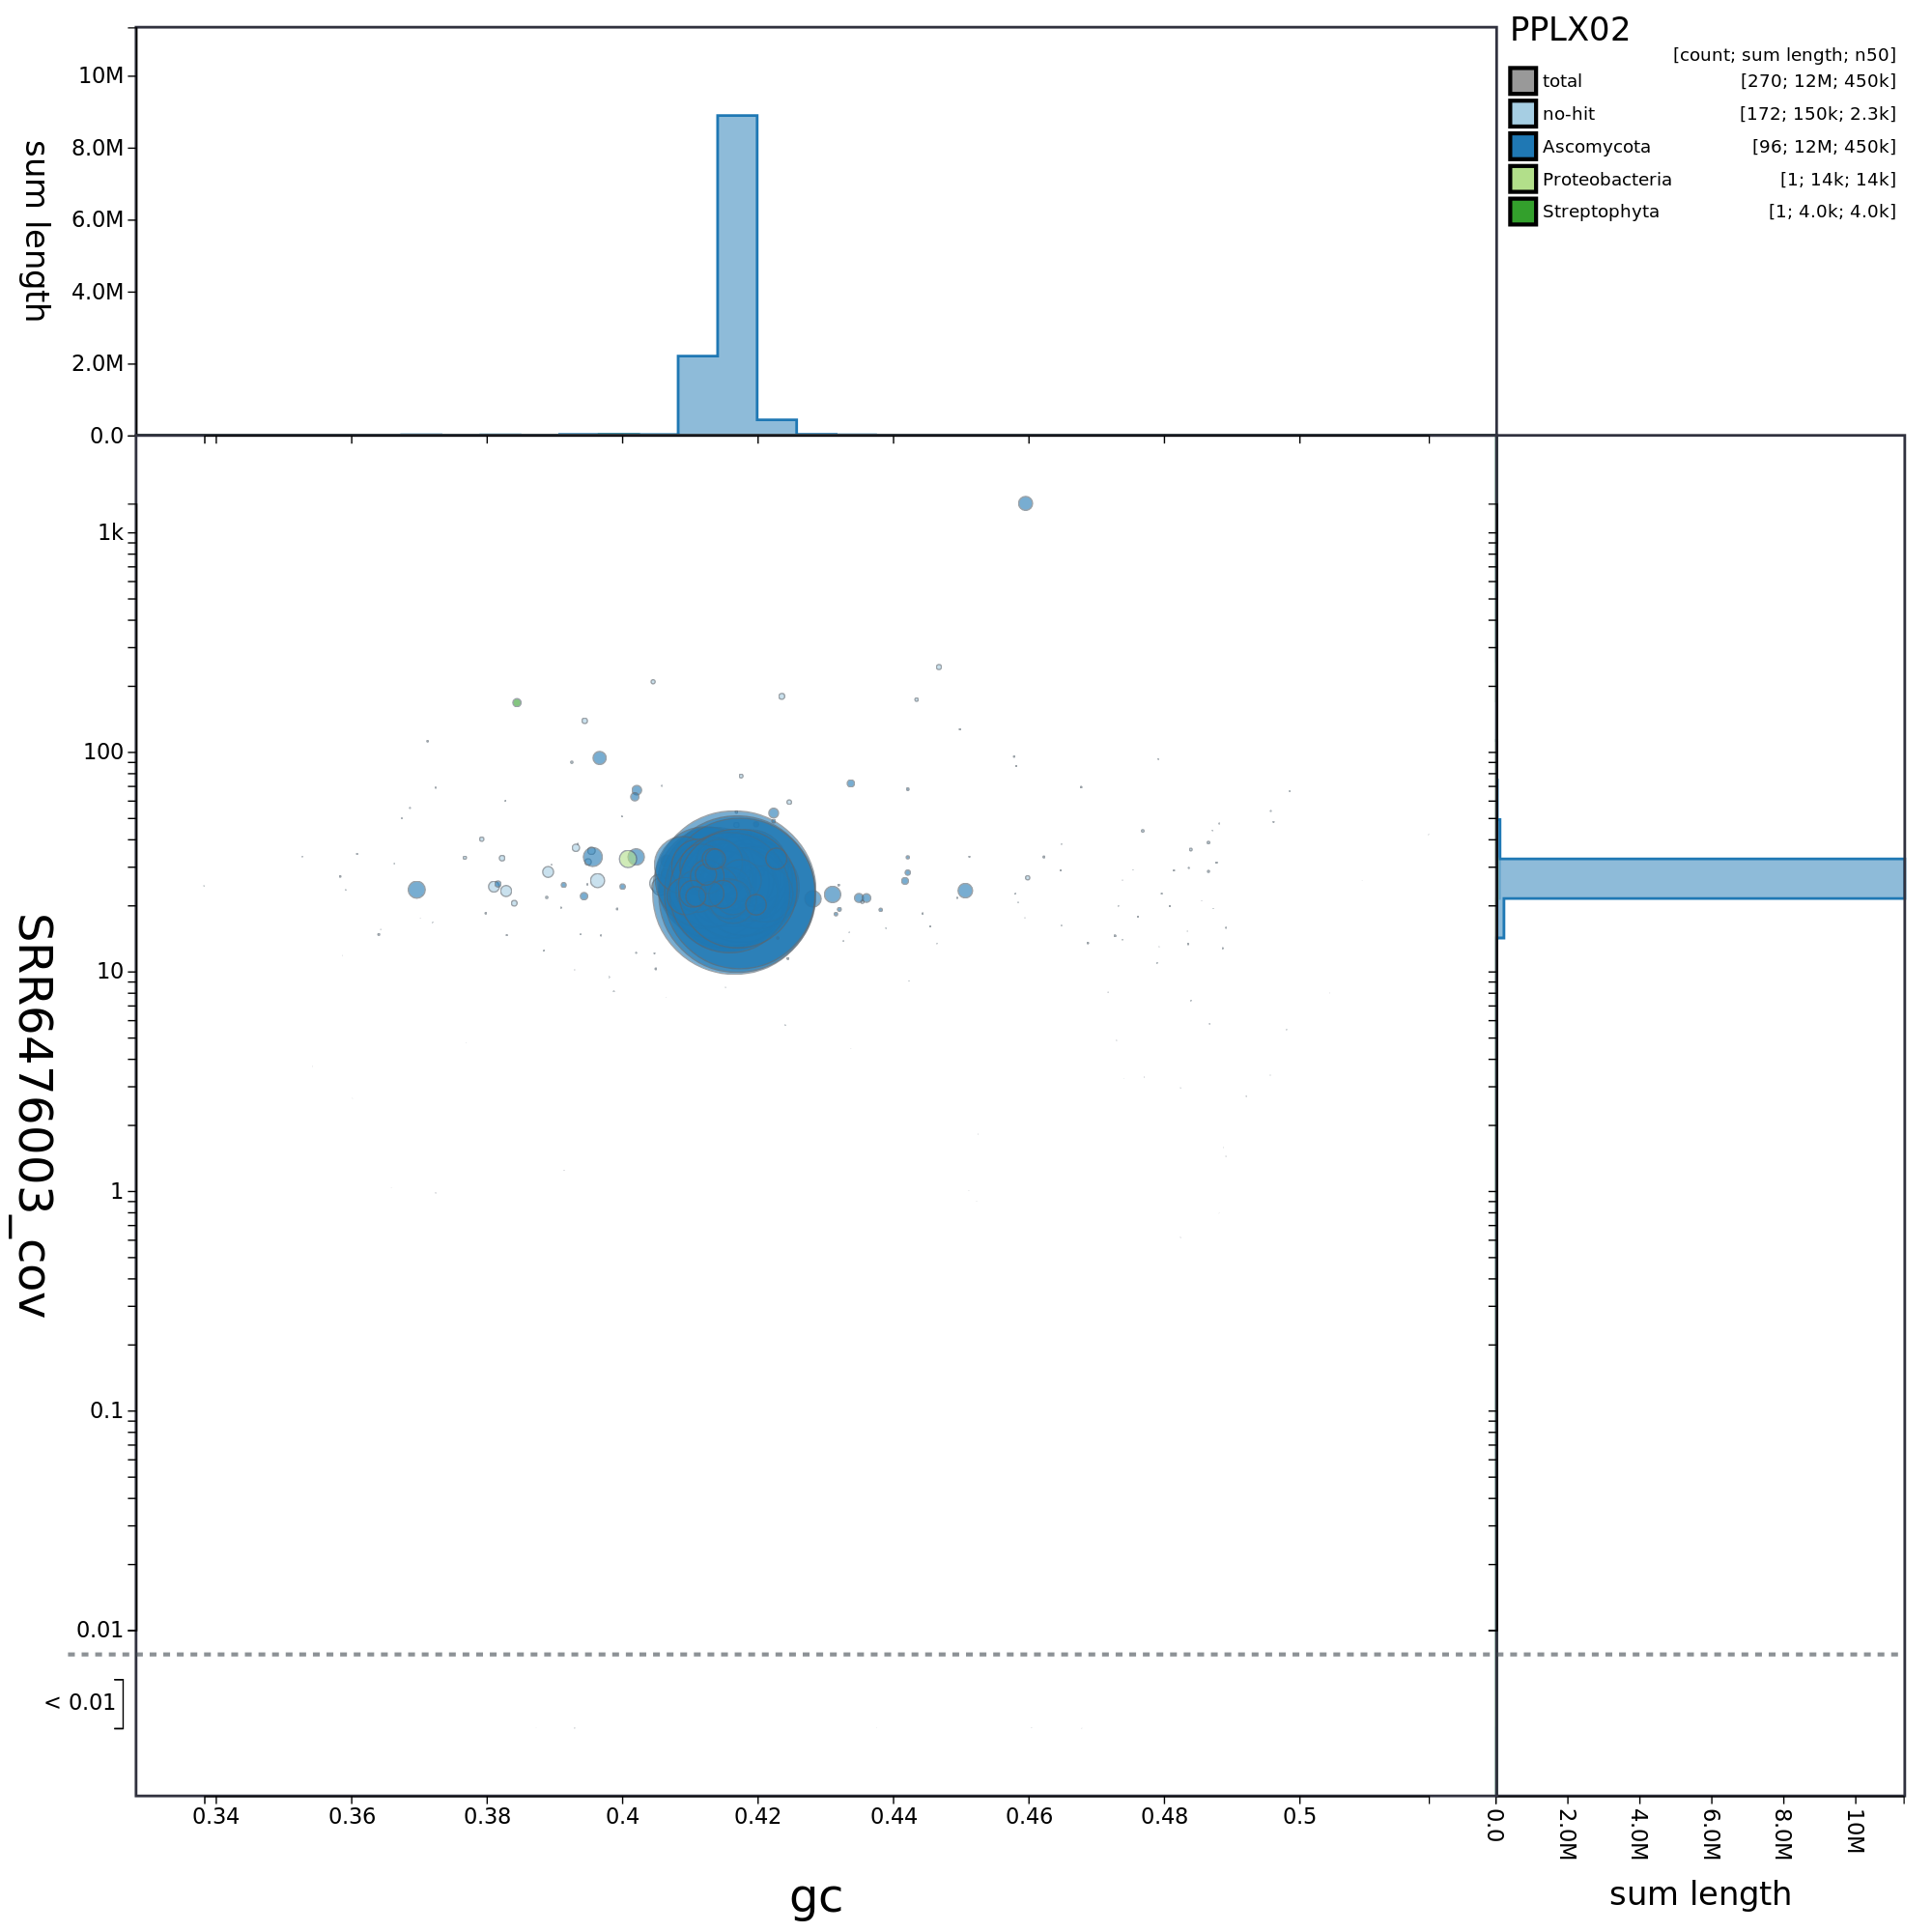 PPLX02
[count; sum length; n50]
total [270; 12M; 450k]
no-hit [172; 150k; 2.3k]
Ascomycota [96; 12M; 450k]
Proteobacteria [1; 14k; 14k]
Streptophyta [1; 4.0k; 4.0k]
sum length
10M
8.0M
6.0M
4.0M
2.0M
0.0
SRR6476003_cov
1k
100
10
1
0.1
0.01
< 0.01
0.34 0.36 0.38 0.4 0.42 0.44 0.46 0.48 0.5
gc
0.0 2.0M 4.0M 6.0M 8.0M 10M
sum length